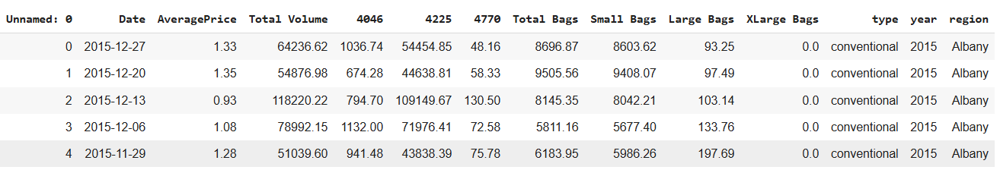 Unnamed: 0 Date AveragePrice Total Volume 4046 4225 4770 Total Bags Small Bags Large Bags XLarge Bags type year region
0 2015-12-27 1.33 64236.62 1036.74 54454.85 48.16 8696.87 8603.62 93.25 0.0 conventional 2015 Albany
1 2015-12-20 1.35 54876.98 674.28 44638.81 58.33 9505.56 9408.07 97.49 0.0 conventional 2015 Albany
2 2015-12-13 0.93 118220.22 794.70 109149.67 130.50 8145.35 8042.21 103.14 0.0 conventional 2015 Albany
3 2015-12-06 1.08 78992.15 1132.00 71976.41 72.58 5811.16 5677.40 133.76 0.0 conventional 2015 Albany
4 2015-11-29 1.28 51039.60 941.48 43838.39 75.78 6183.95 5986.26 197.69 0.0 conventional 2015 Albany